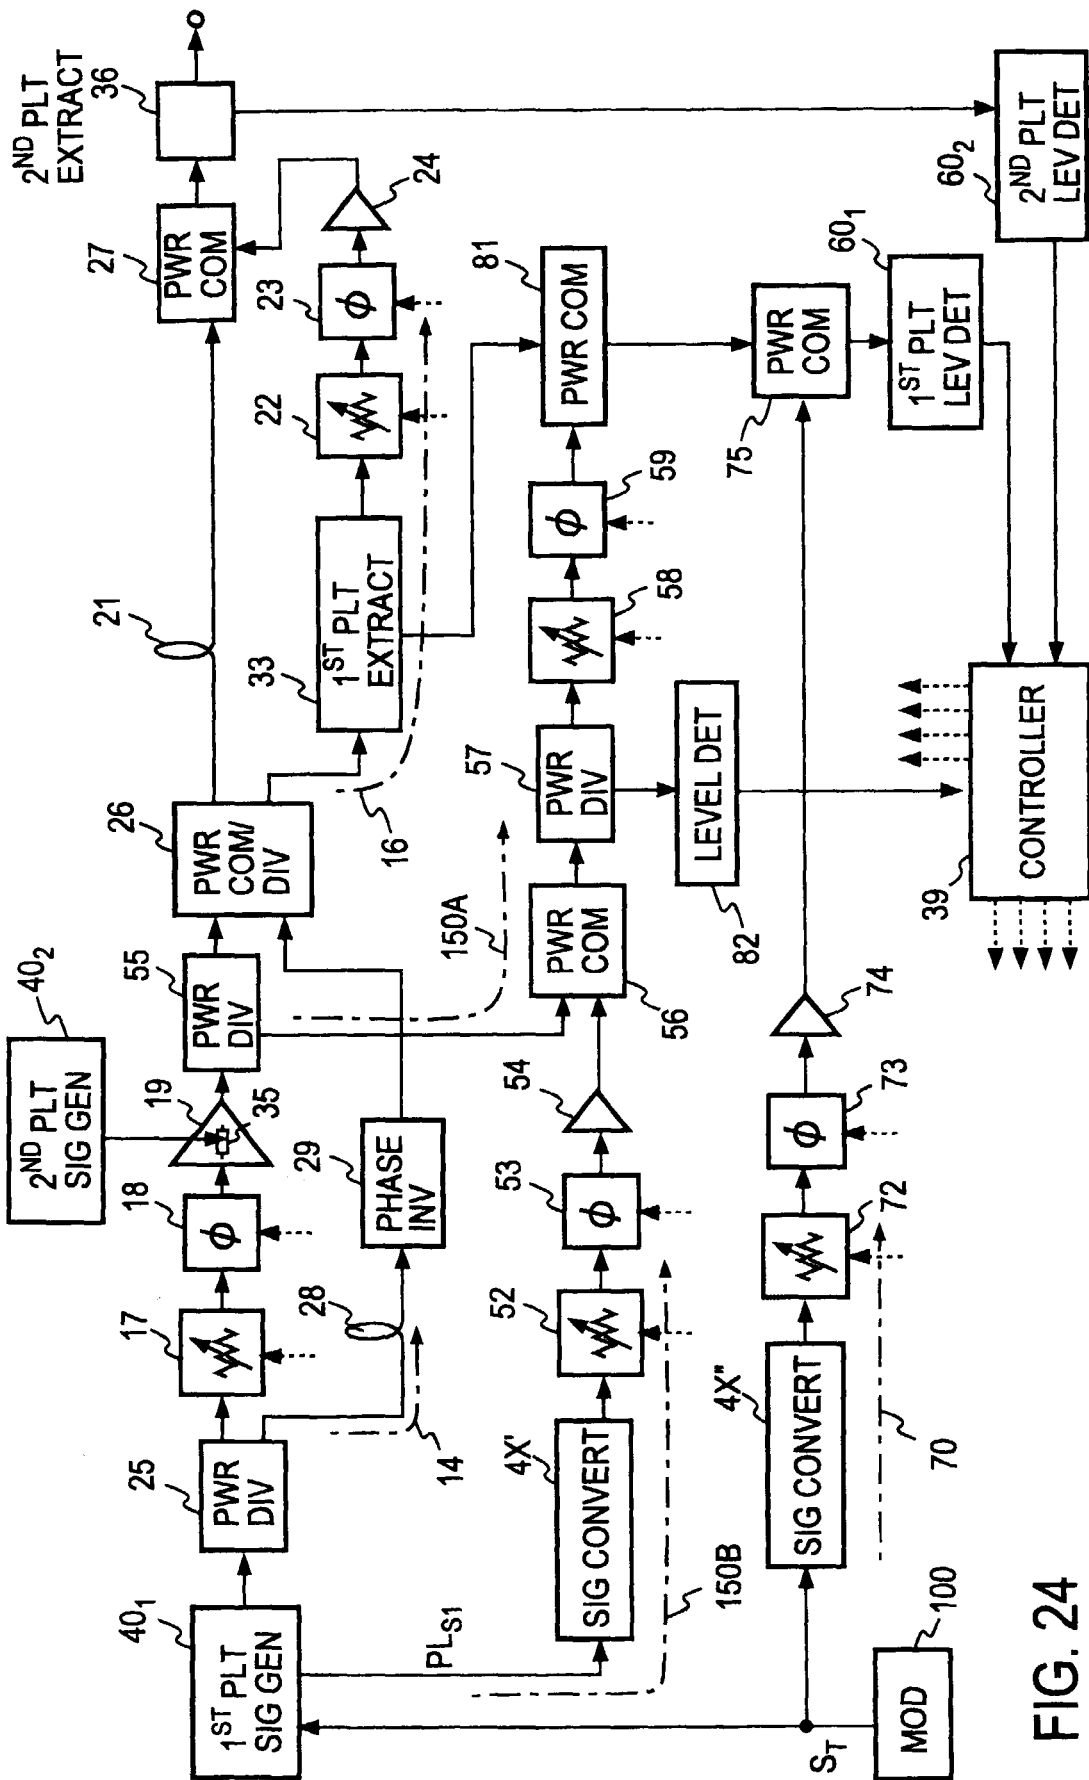 40₂
2ND PLT
SIG GEN
2ND PLT
EXTRACT
36
40₁
1ST PLT
SIG GEN
25
PWR
DIV
17
18
ϕ
19
35
55
PWR
DIV
26
PWR
COM/
DIV
21
27
PWR
COM
14
28
29
PHASE
INV
16
33
1ST PLT
EXTRACT
22
23
ϕ
24
PLS1
4X'
SIG CONVERT
52
53
ϕ
54
150A
150B
56
PWR
COM
57
PWR
DIV
58
59
ϕ
81
PWR COM
82
LEVEL DET
ST
100
MOD
4X"
SIG CONVERT
70
72
73
ϕ
74
75
PWR
COM
60₁
1ST PLT
LEV DET
60₂
2ND PLT
LEV DET
39
CONTROLLER
FIG. 24